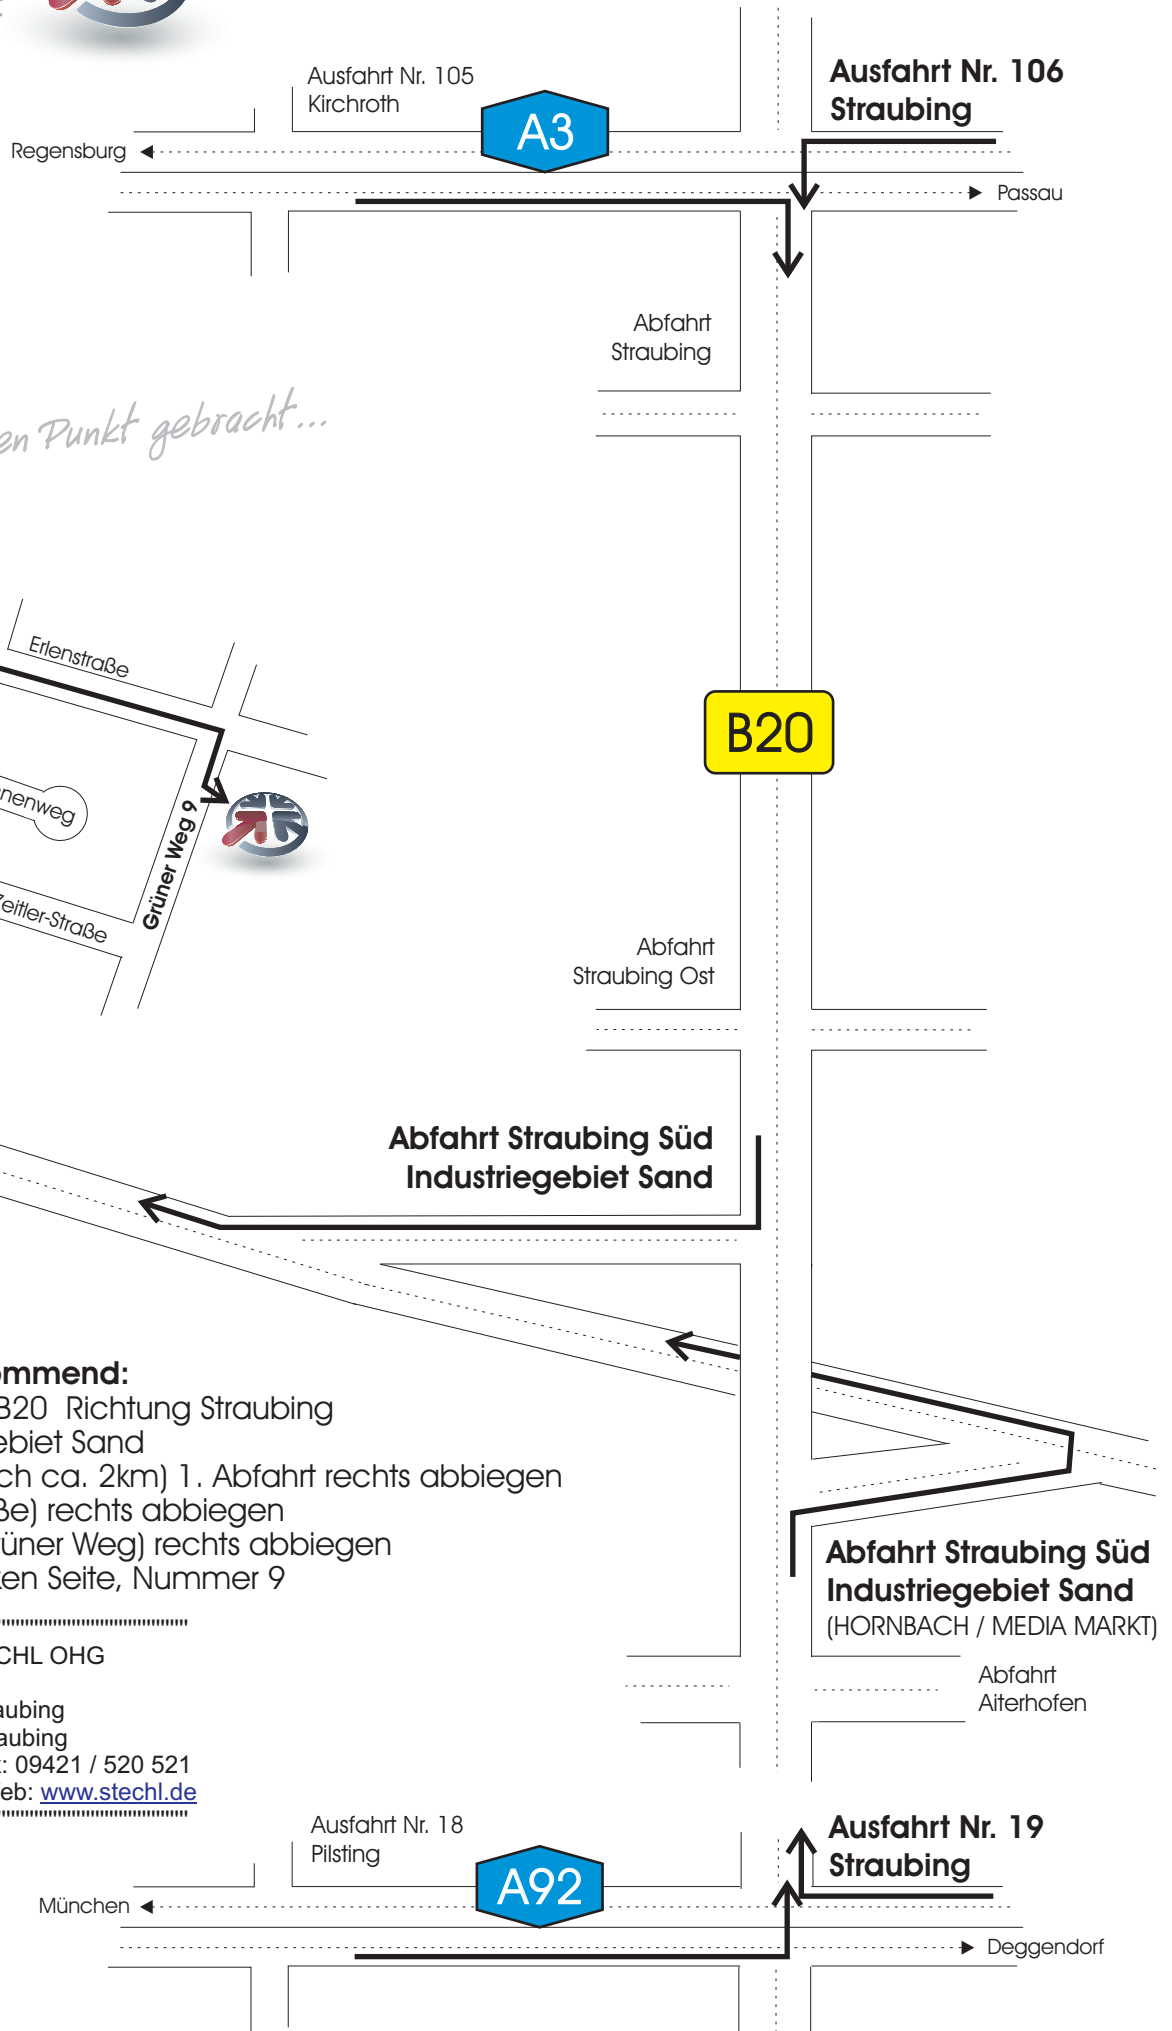 Ausfahrt Nr. 105
Kirchroth
A3
Ausfahrt Nr. 106
Straubing
Regensburg
Passau
Abfahrt
Straubing
en Punkt gebracht...
Erlenstraße
B20
nenweg
Grüner Weg 9
Zeitler-Straße
Abfahrt
Straubing Ost
Abfahrt Straubing Süd
Industriegebiet Sand
ommend:
B20 Richtung Straubing
ebiet Sand
ch ca. 2km) 1. Abfahrt rechts abbiegen
ße) rechts abbiegen
rüner Weg) rechts abbiegen
ken Seite, Nummer 9
Abfahrt Straubing Süd
Industriegebiet Sand
(HORNBACH / MEDIA MARKT)
CHL OHG
aubing
aubing
x: 09421 / 520 521
eb: www.stechl.de
Abfahrt
Aiterhofen
Ausfahrt Nr. 18
Pilsting
A92
Ausfahrt Nr. 19
Straubing
München
Deggendorf